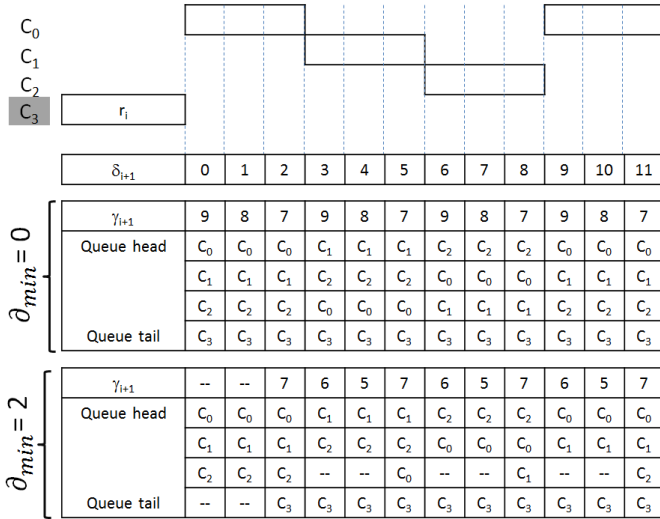 C₀
C₁
C₂
C₃ rᵢ
δᵢ₊₁ 0 1 2 3 4 5 6 7 8 9 10 11
∂min = 0
γᵢ₊₁ 9 8 7 9 8 7 9 8 7 9 8 7
Queue head C₀ C₀ C₀ C₁ C₁ C₁ C₂ C₂ C₂ C₀ C₀ C₀
C₁ C₁ C₁ C₂ C₂ C₂ C₀ C₀ C₀ C₁ C₁ C₁
C₂ C₂ C₂ C₀ C₀ C₀ C₁ C₁ C₁ C₂ C₂ C₂
Queue tail C₃ C₃ C₃ C₃ C₃ C₃ C₃ C₃ C₃ C₃ C₃ C₃
∂min = 2
γᵢ₊₁ -- -- 7 6 5 7 6 5 7 6 5 7
Queue head C₀ C₀ C₀ C₁ C₁ C₁ C₂ C₂ C₂ C₀ C₀ C₀
C₁ C₁ C₁ C₂ C₂ C₂ C₀ C₀ C₀ C₁ C₁ C₁
C₂ C₂ C₂ -- -- C₀ -- -- C₁ -- -- C₂
Queue tail -- -- C₃ C₃ C₃ C₃ C₃ C₃ C₃ C₃ C₃ C₃